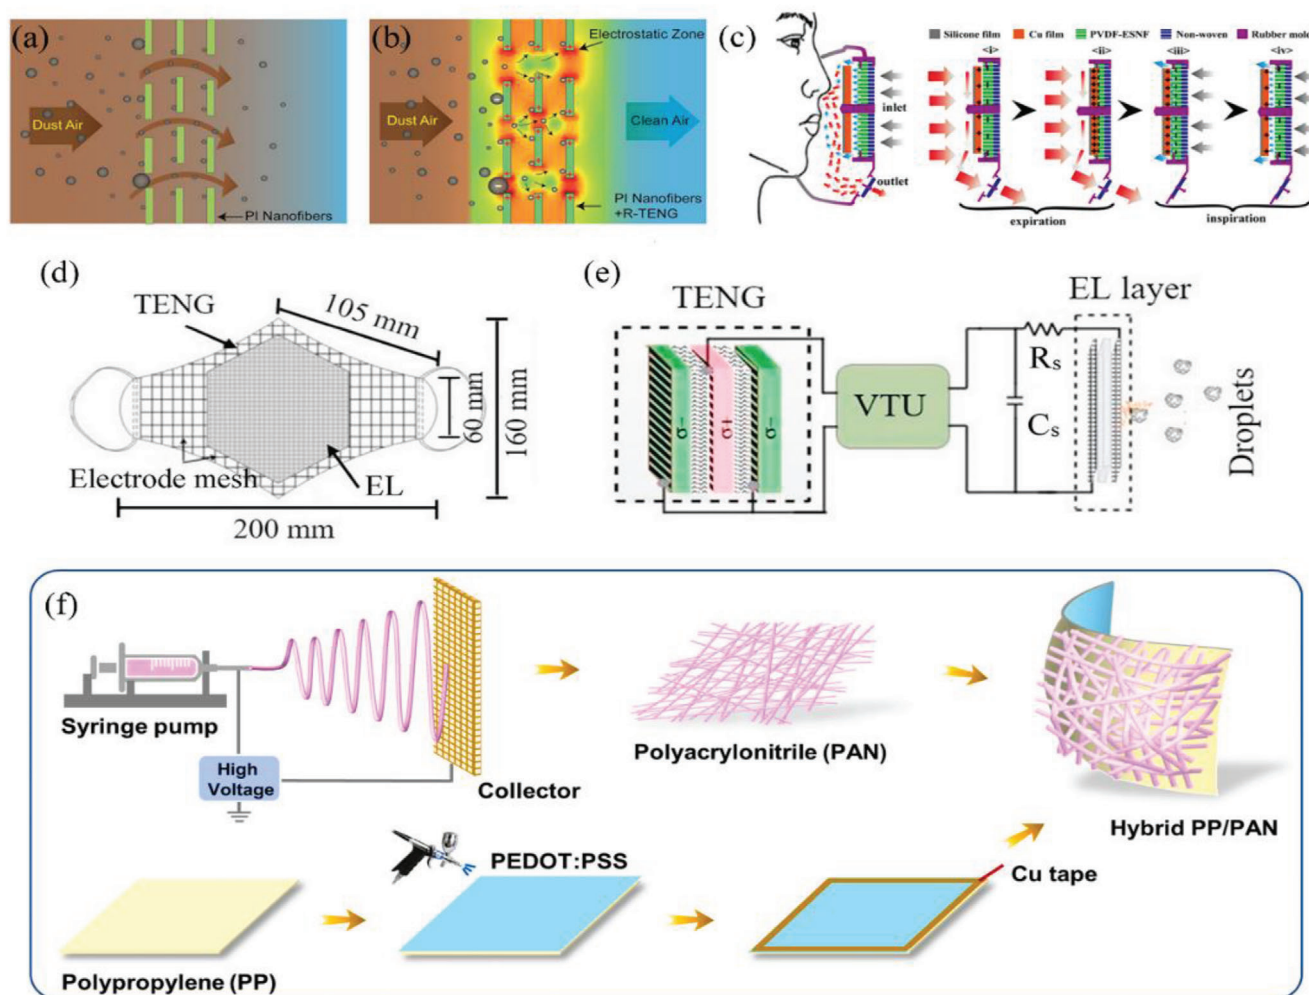 (a)
Dust Air
PI Nanofibers
(b)
Electrostatic Zone
Dust Air
Clean Air
PI Nanofibers
+R-TENG
(c)
Silicone film Cu film PVDF-ESNF Non-woven Rubber mold
<i> <ii> <iii> <iv>
inlet
outlet
expiration
inspiration
(d)
TENG
105 mm
60 mm
160 mm
Electrode mesh
EL
200 mm
(e)
TENG
EL layer
σ-
σ+
σ-
VTU
Rs
Cs
Droplets
(f)
Syringe pump
High
Voltage
Collector
Polyacrylonitrile (PAN)
Hybrid PP/PAN
PEDOT:PSS
Cu tape
Polypropylene (PP)